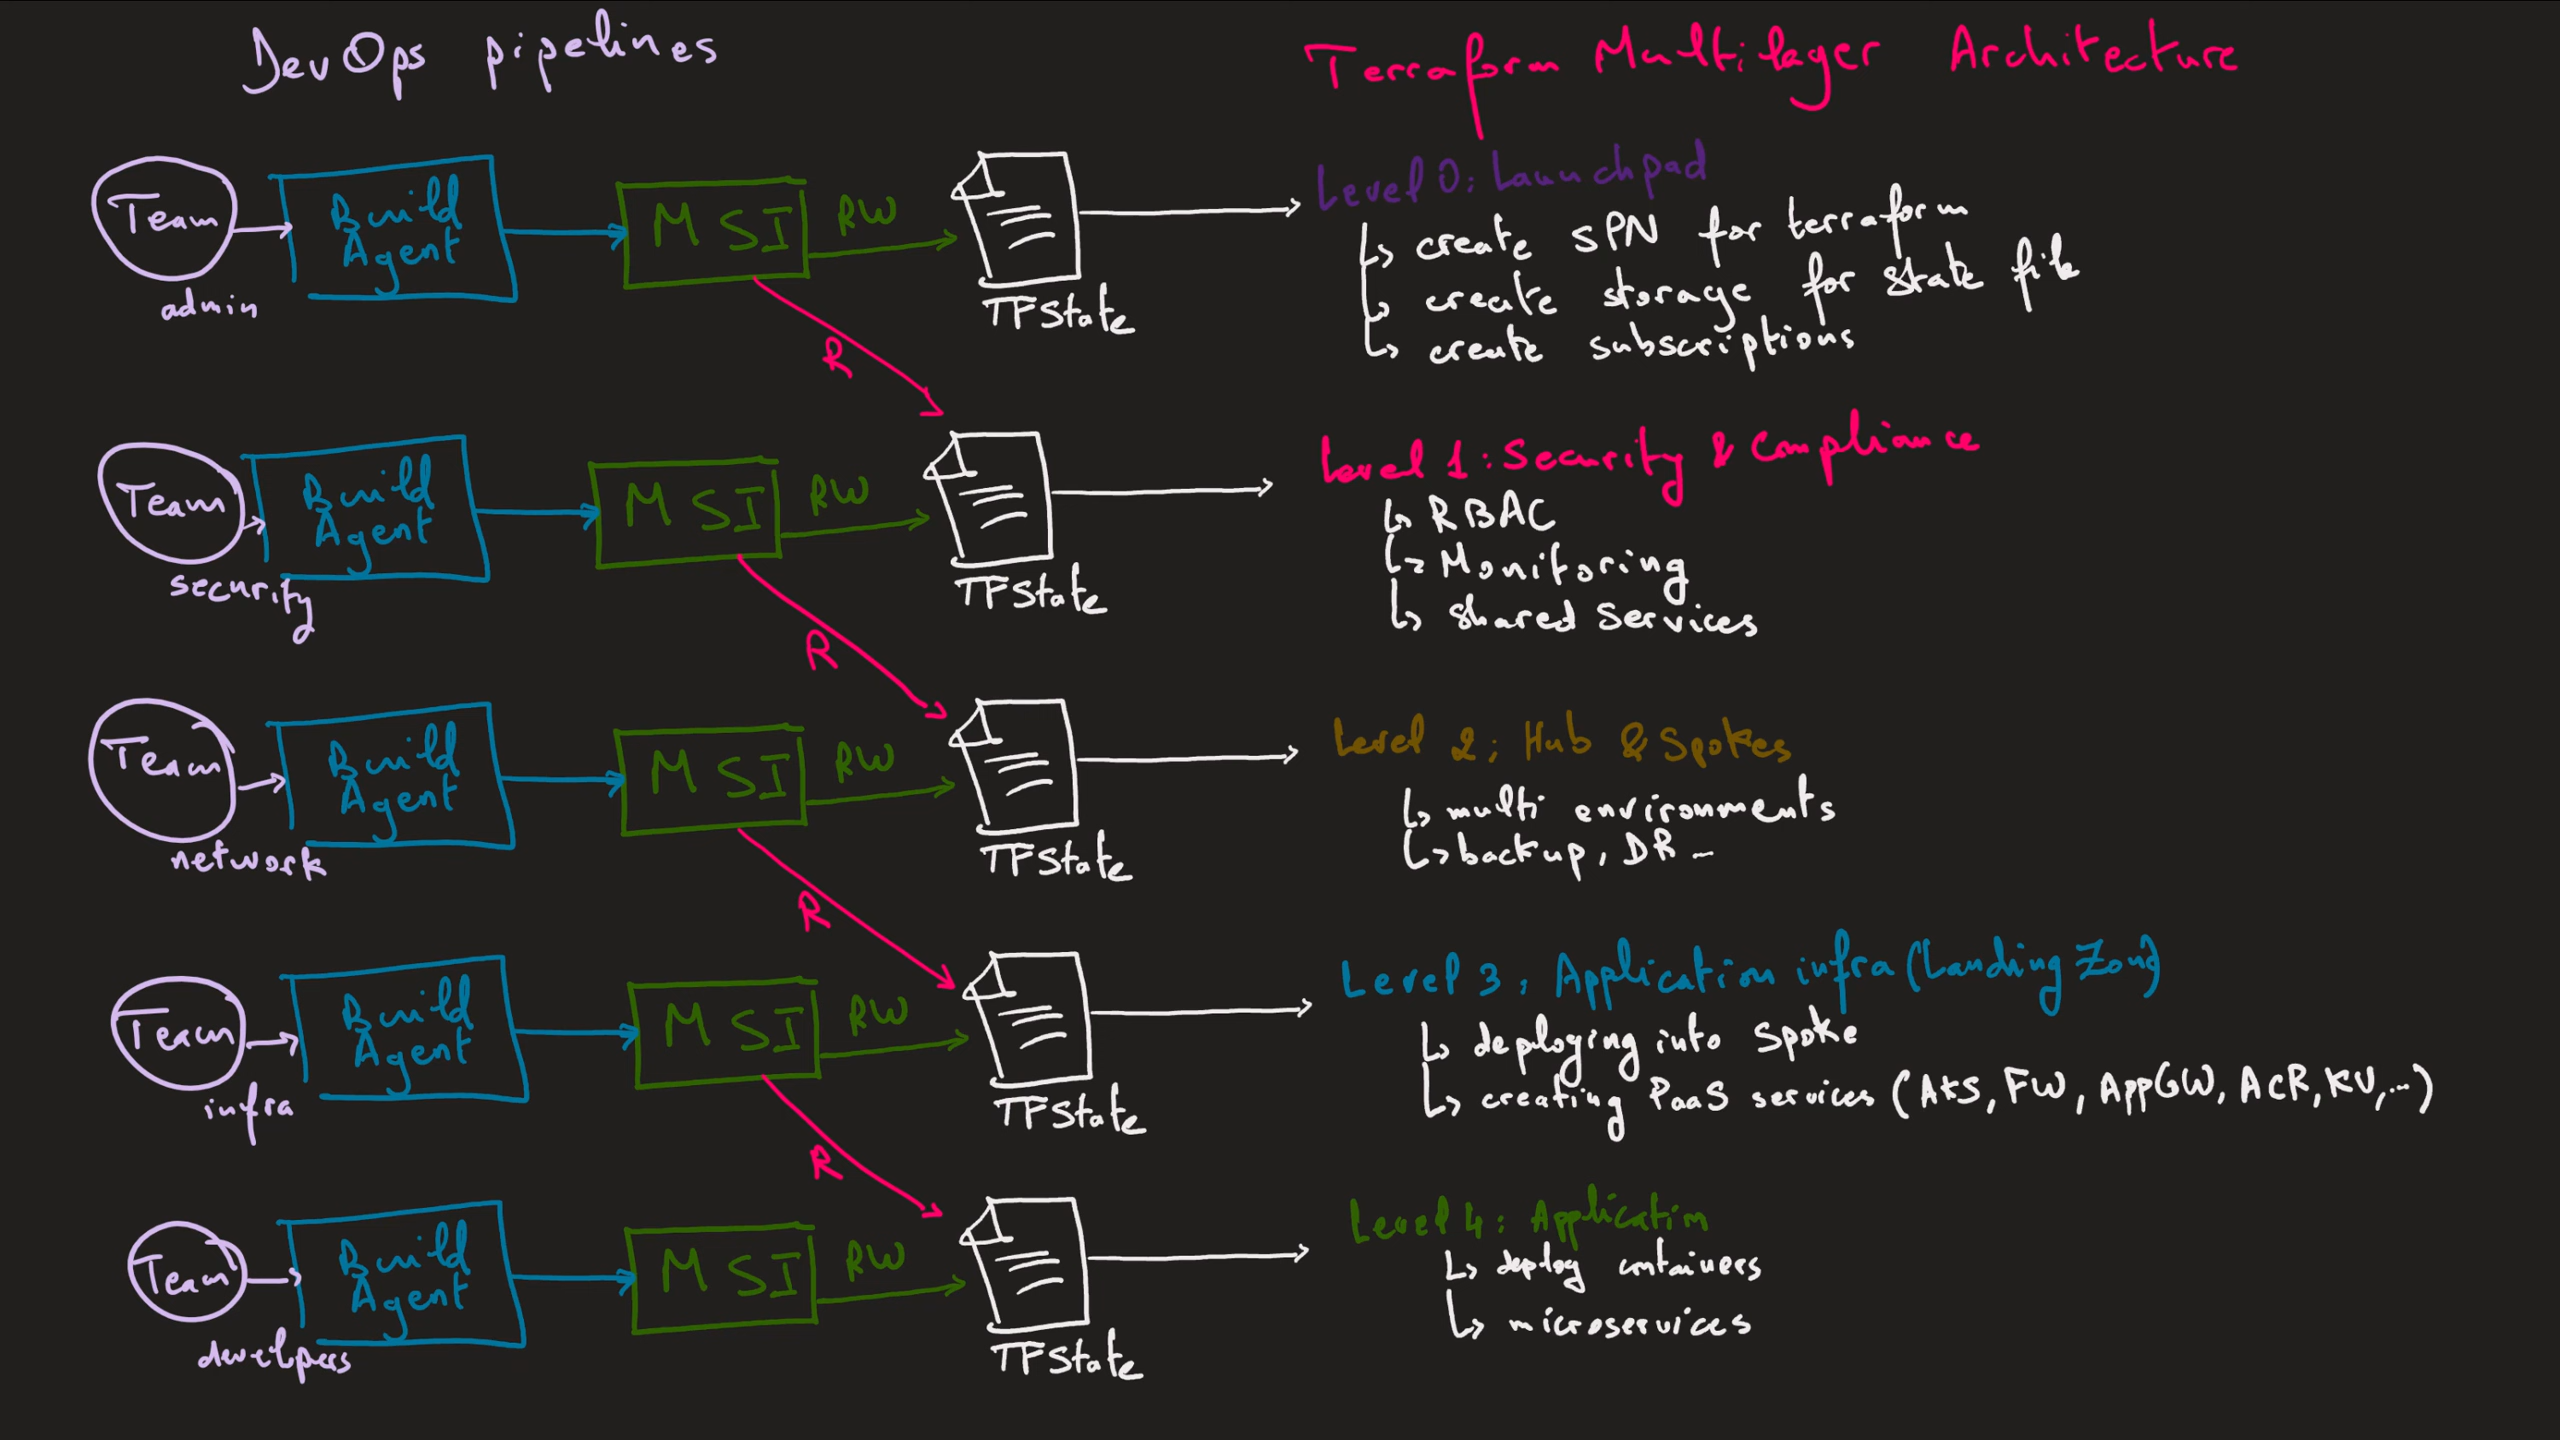 DevOps pipelines
Terraform Multilayer Architecture
Team
admin
Build
Agent
MSI
RW
R
TFState
Level 0: Launchpad
create SPN for terraform
create storage for state file
create subscriptions
Team
security
Build
Agent
MSI
RW
R
TFState
Level 1: Security & Compliance
RBAC
Monitoring
shared services
Team
network
Build
Agent
MSI
RW
R
TFState
Level 2: Hub & Spokes
multi environments
backup, DR -
Team
infra
Build
Agent
MSI
RW
R
TFState
Level 3: Application infra (Landing Zone)
deploying into spoke
creating PaaS services (AKS, FW, AppGW, ACR, KV, ...)
Team
develpers
Build
Agent
MSI
RW
TFState
Level 4: Application
deploy containers
microservices